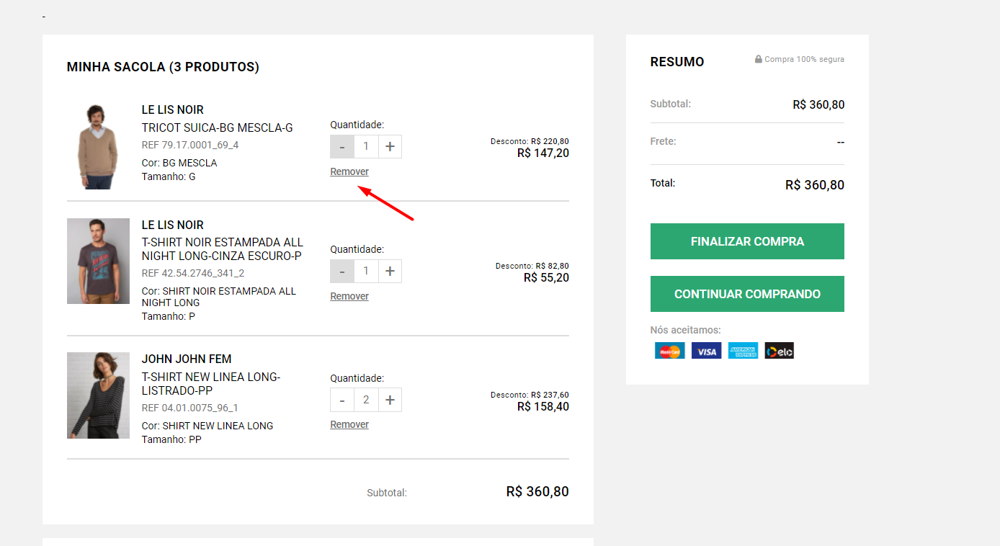 -
MINHA SACOLA (3 PRODUTOS)
LE LIS NOIR
TRICOT SUICA-BG MESCLA-G
REF 79.17.0001_69_4
Cor: BG MESCLA
Tamanho: G
Quantidade:
- 1 +
Remover
Desconto: R$ 220,80
R$ 147,20
LE LIS NOIR
T-SHIRT NOIR ESTAMPADA ALL
NIGHT LONG-CINZA ESCURO-P
REF 42.54.2746_341_2
Cor: SHIRT NOIR ESTAMPADA ALL
NIGHT LONG
Tamanho: P
Quantidade:
- 1 +
Remover
Desconto: R$ 82,80
R$ 55,20
JOHN JOHN FEM
T-SHIRT NEW LINEA LONG-
LISTRADO-PP
REF 04.01.0075_96_1
Cor: SHIRT NEW LINEA LONG
Tamanho: PP
Quantidade:
- 2 +
Remover
Desconto: R$ 237,60
R$ 158,40
Subtotal: R$ 360,80
RESUMO
Compra 100% segura
Subtotal: R$ 360,80
Frete: --
Total: R$ 360,80
FINALIZAR COMPRA
CONTINUAR COMPRANDO
Nós aceitamos:
MasterCard
VISA
AMERICAN
EXPRESS
elo